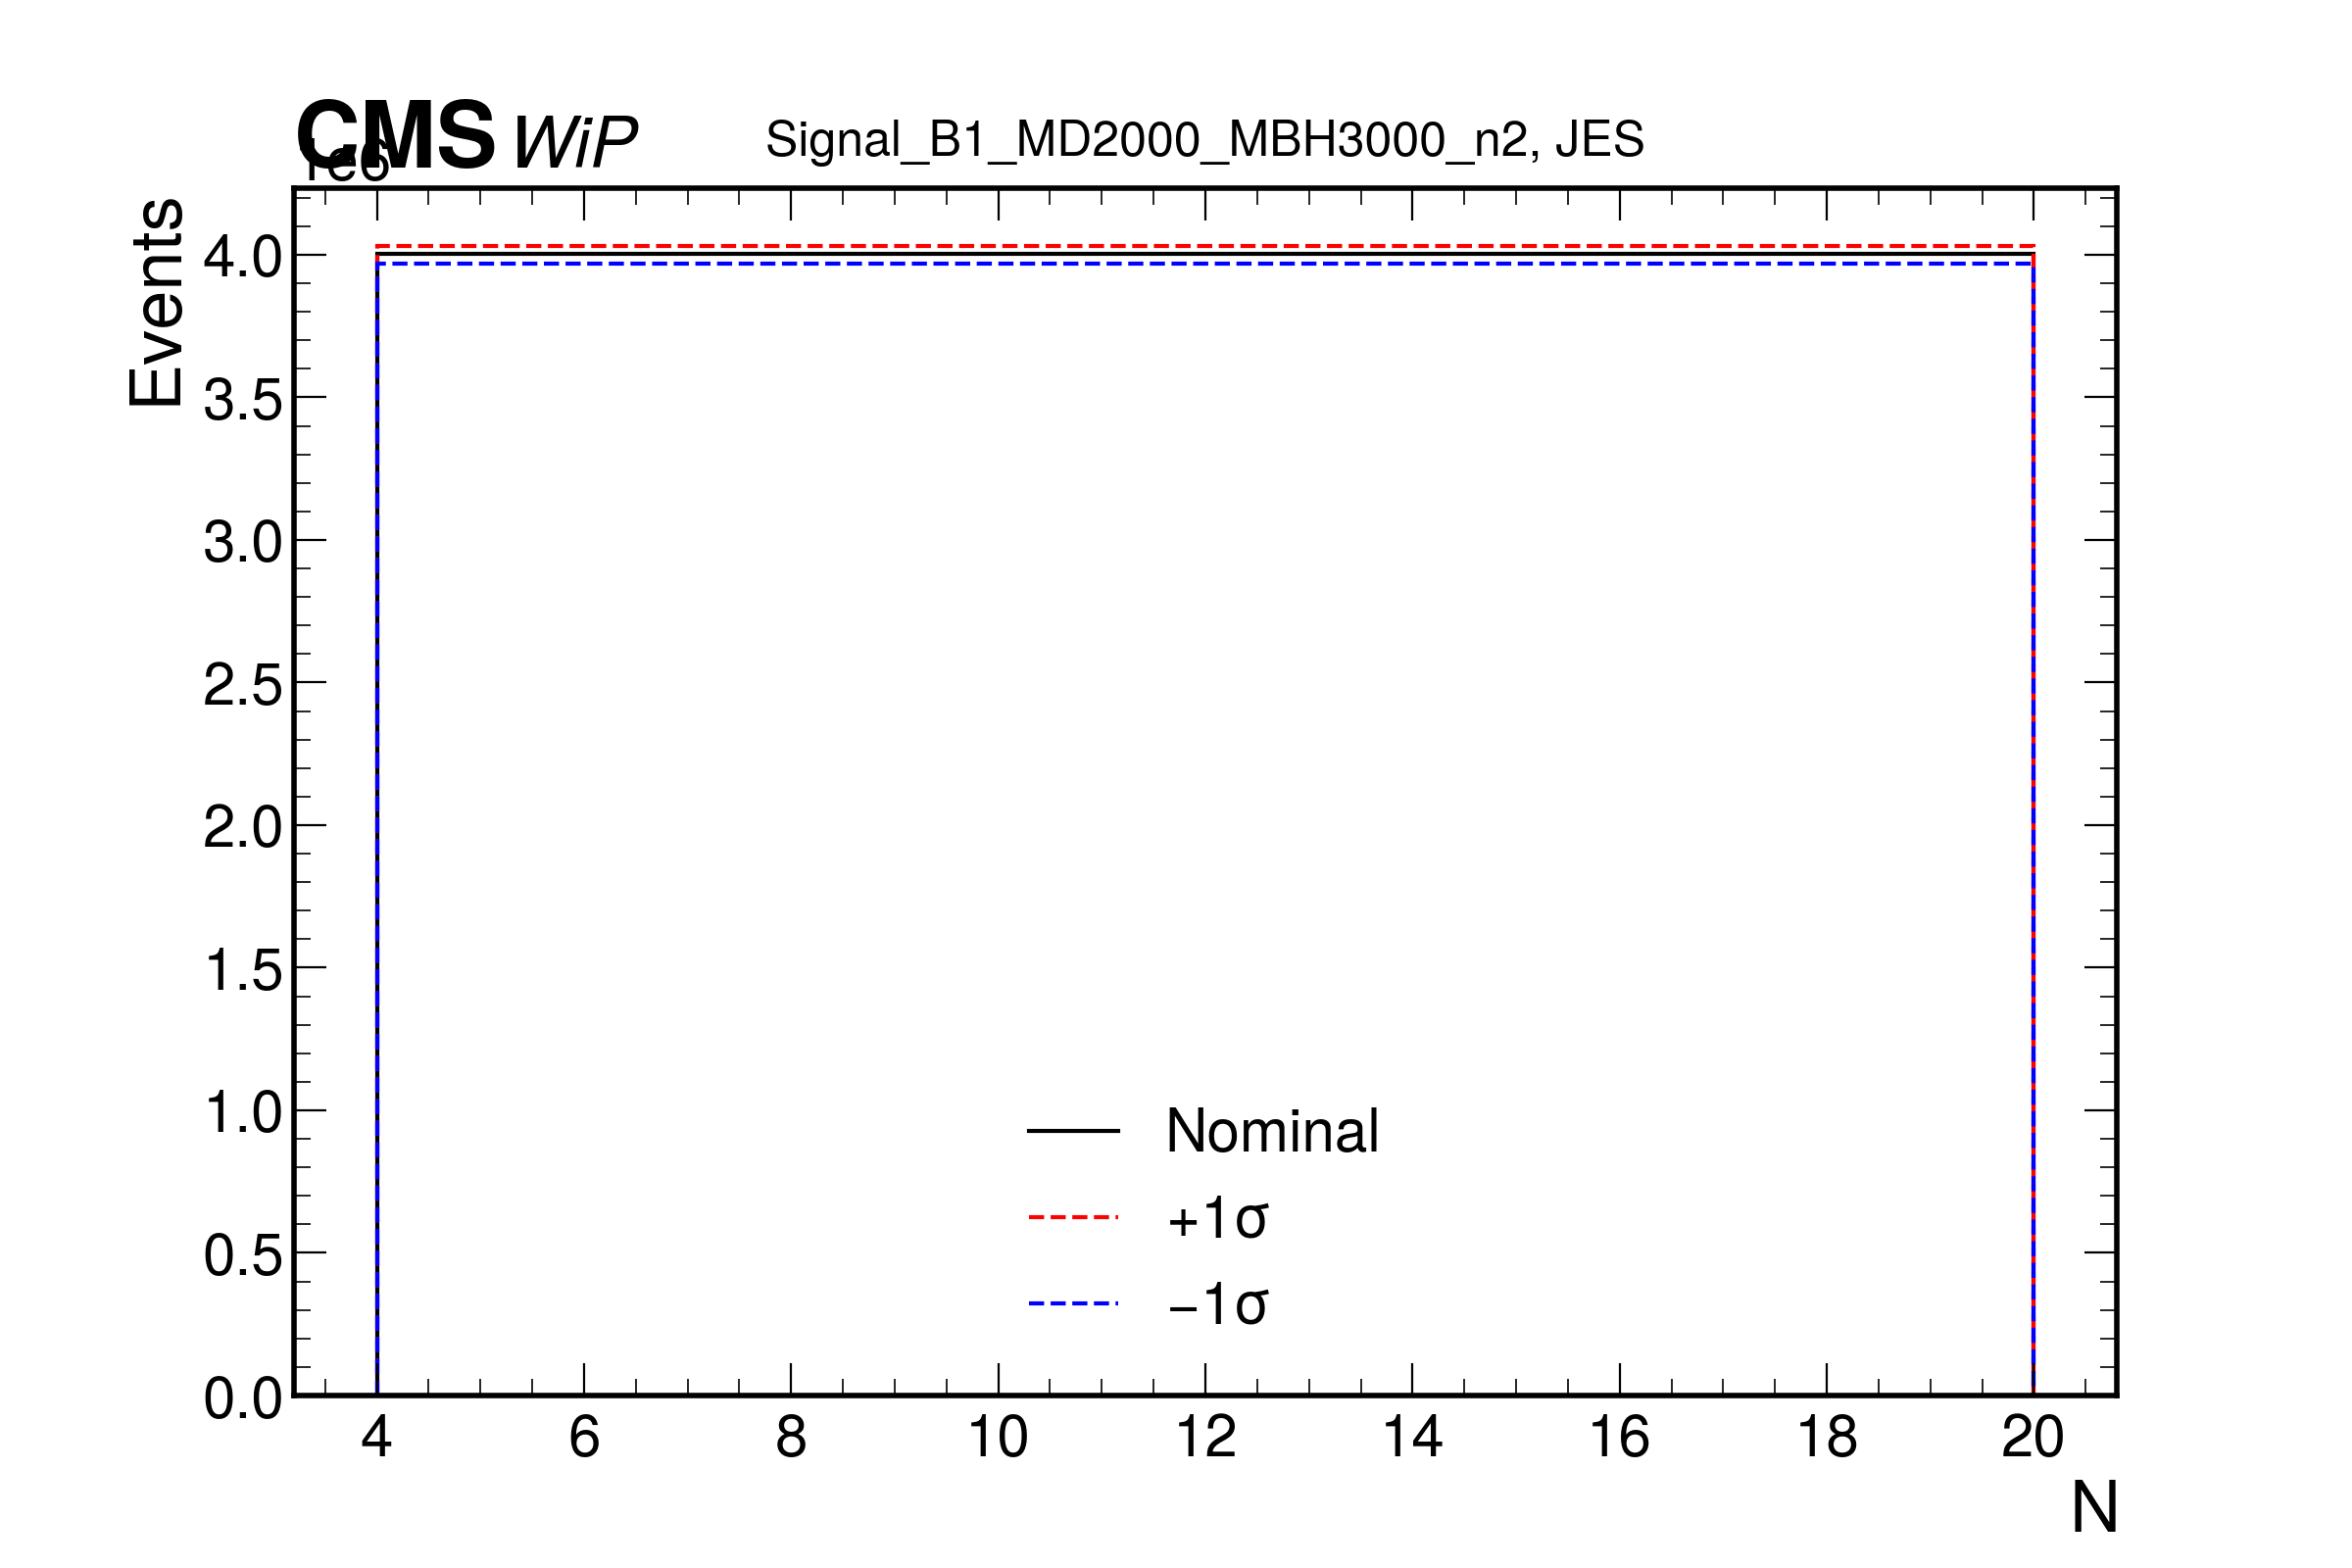 CMS WiP
Signal_B1_MD2000_MBH3000_n2, JES
1e6
Events
4.0
3.5
3.0
2.5
2.0
1.5
1.0
0.5
0.0
Nominal
+1σ
−1σ
4 6 8 10 12 14 16 18 20
N